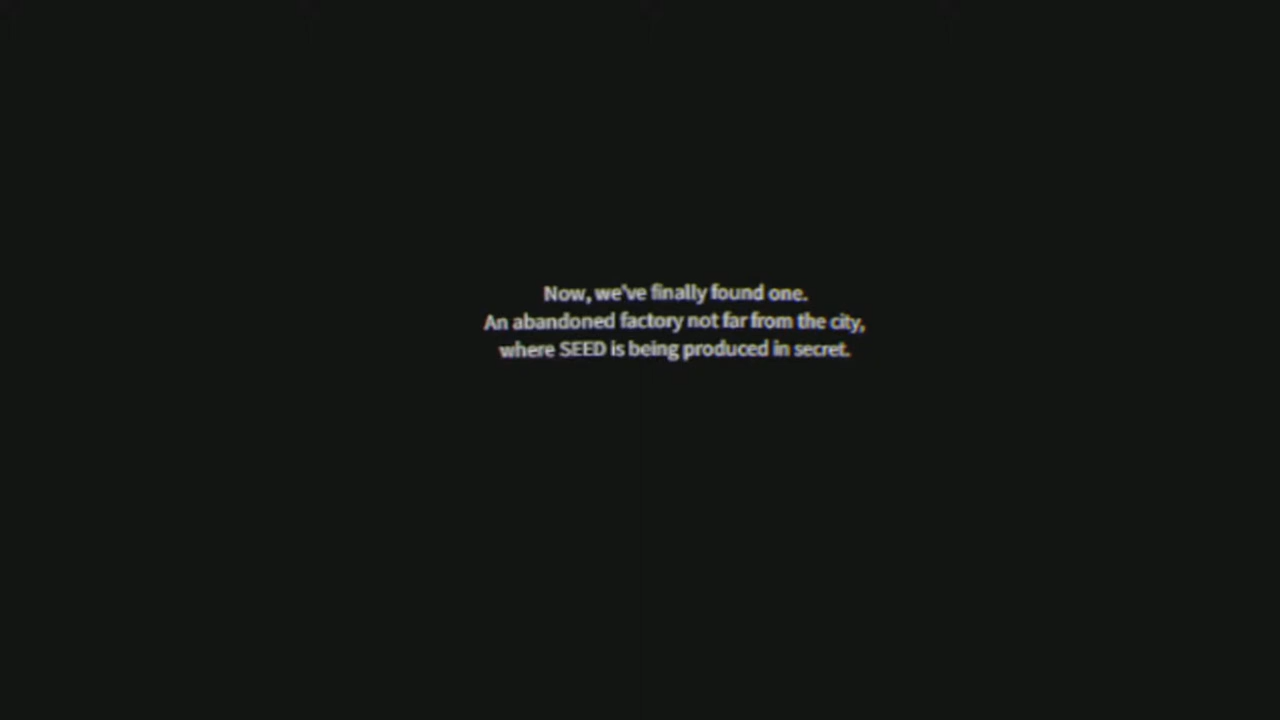 Now, we've finally found one.
An abandoned factory not far from the city,
where SEED is being produced in secret.